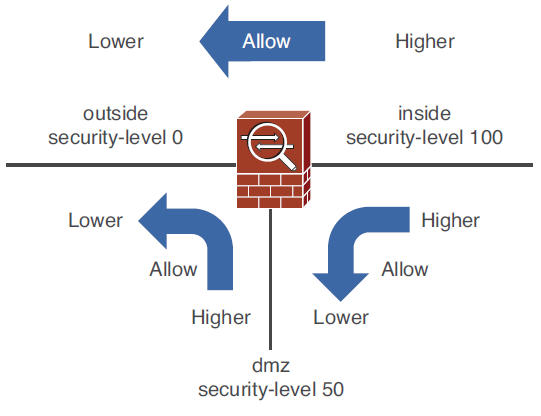 Lower
Allow
Higher
outside
security-level 0
inside
security-level 100
Lower
Higher
Allow
Allow
Higher
Lower
dmz
security-level 50